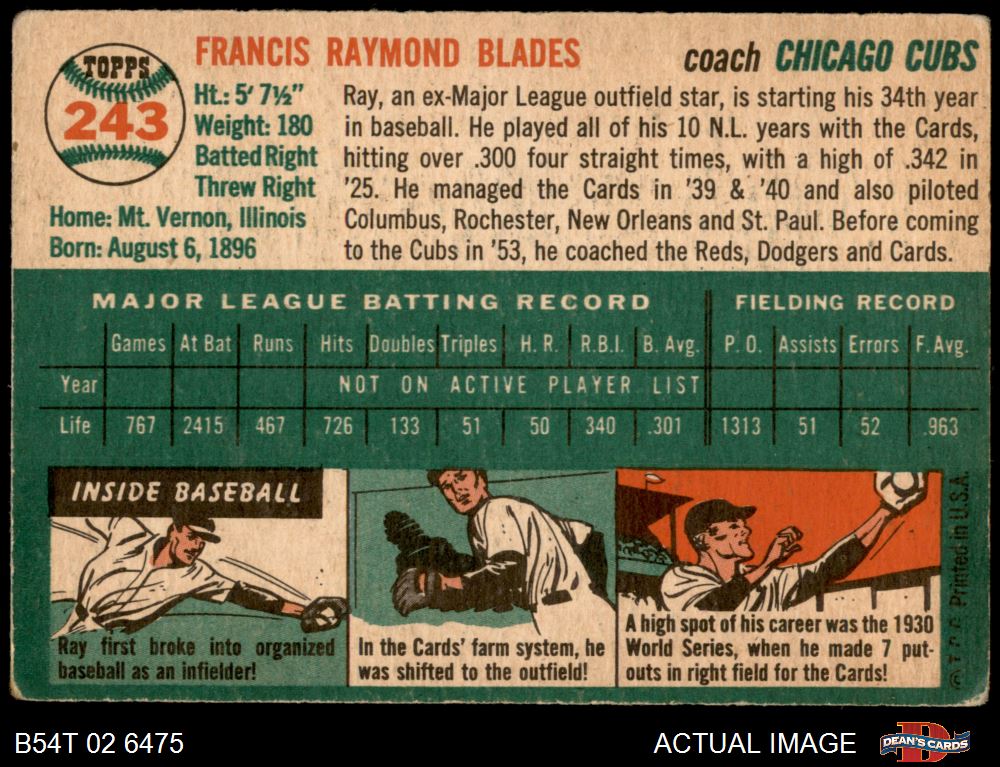 TOPPS
243
FRANCIS RAYMOND BLADES
coach CHICAGO CUBS
Ht.: 5' 7½"
Weight: 180
Batted Right
Threw Right
Home: Mt. Vernon, Illinois
Born: August 6, 1896
Ray, an ex-Major League outfield star, is starting his 34th year
in baseball. He played all of his 10 N.L. years with the Cards,
hitting over .300 four straight times, with a high of .342 in
'25. He managed the Cards in '39 & '40 and also piloted
Columbus, Rochester, New Orleans and St. Paul. Before coming
to the Cubs in '53, he coached the Reds, Dodgers and Cards.
MAJOR LEAGUE BATTING RECORD FIELDING RECORD
Games At Bat Runs Hits Doubles Triples H. R. R.B.I. B. Avg. P. O. Assists Errors F. Avg.
Year NOT ON ACTIVE PLAYER LIST
Life 767 2415 467 726 133 51 50 340 .301 1313 51 52 .963
INSIDE BASEBALL
Ray first broke into organized
baseball as an infielder!
In the Cards' farm system, he
was shifted to the outfield!
A high spot of his career was the 1930
World Series, when he made 7 put-
outs in right field for the Cards!
© T. C. G. Printed in U.S.A.
B54T 02 6475
ACTUAL IMAGE
DEAN'S CARDS